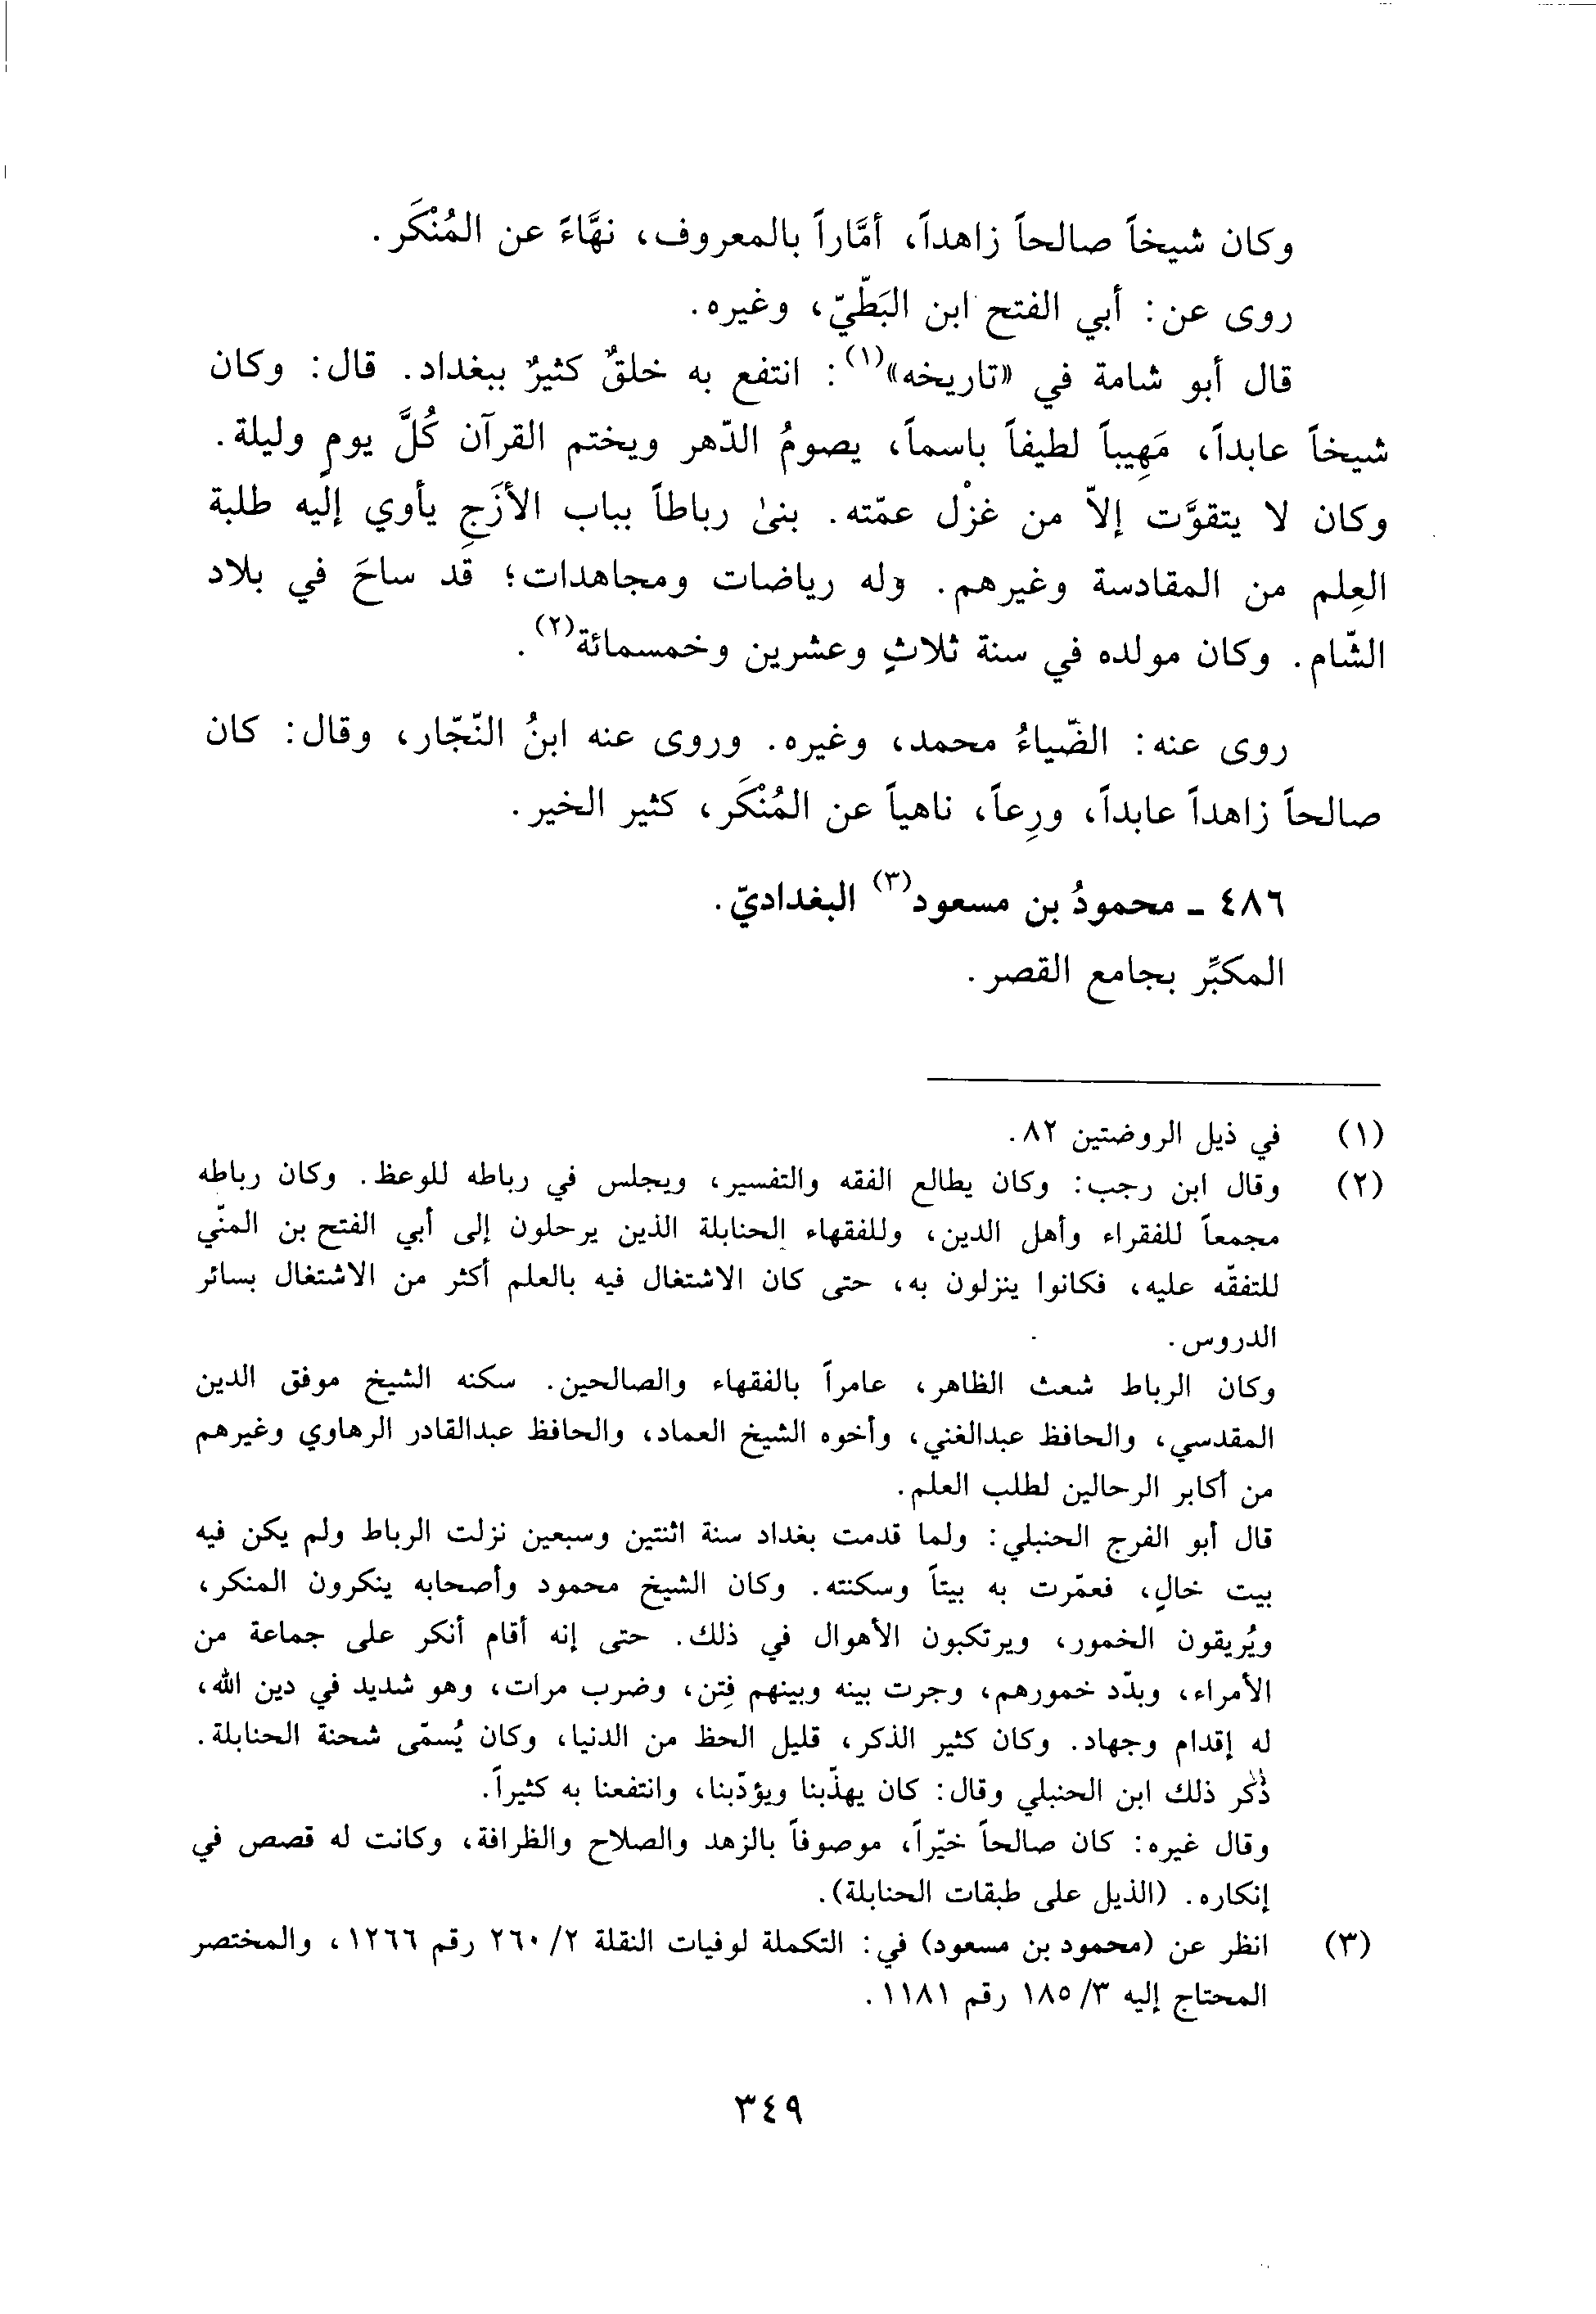 وكان شيخاً صالحاً زاهداً، أمَّاراً بالمعروف، نهَّاءً عن المُنْكَر.
روى عن: أبي الفتح ابن البَطّيّ، وغيره.
قال أبو شامة في «تاريخه»(١): انتفع به خلقٌ كثيرٌ ببغداد. قال: وكان
شيخاً عابداً، مَهِيباً لطيفاً باسماً، يصومُ الدّهر ويختم القرآن كُلَّ يومٍ وليلة.
وكان لا يتقوَّت إلاّ من غزْل عمّته. بنىٰ رباطاً بباب الأزَجِ يأوي إليه طلبة
العِلم من المقادسة وغيرهم. وله رياضات ومجاهدات؛ قد ساحَ في بلاد
الشّام. وكان مولده في سنة ثلاثٍ وعشرين وخمسمائة(٢).
روى عنه: الضّياءُ محمد، وغيره. وروى عنه ابنُ النّجّار، وقال: كان
صالحاً زاهداً عابداً، ورِعاً، ناهياً عن المُنْكَر، كثير الخير.
٤٨٦ ـ محمودُ بن مسعود(٣) البغداديّ.
المكبِّر بجامع القصر.
(١) في ذيل الروضتين ٨٢.
(٢) وقال ابن رجب: وكان يطالع الفقه والتفسير، ويجلس في رباطه للوعظ. وكان رباطه
مجمعاً للفقراء وأهل الدين، وللفقهاء الحنابلة الذين يرحلون إلى أبي الفتح بن المنّي
للتفقّه عليه، فكانوا ينزلون به، حتى كان الاشتغال فيه بالعلم أكثر من الاشتغال بسائر
الدروس.
وكان الرباط شعث الظاهر، عامراً بالفقهاء والصالحين. سكنه الشيخ موفق الدين
المقدسي، والحافظ عبدالغني، وأخوه الشيخ العماد، والحافظ عبدالقادر الرهاوي وغيرهم
من أكابر الرحالين لطلب العلم.
قال أبو الفرج الحنبلي: ولما قدمت بغداد سنة اثنتين وسبعين نزلت الرباط ولم يكن فيه
بيت خالٍ، فعمّرت به بيتاً وسكنته. وكان الشيخ محمود وأصحابه ينكرون المنكر،
ويُريقون الخمور، ويرتكبون الأهوال في ذلك. حتى إنه أقام أنكر على جماعة من
الأمراء، وبدّد خمورهم، وجرت بينه وبينهم فِتن، وضرب مرات، وهو شديد في دين الله،
له إقدام وجهاد. وكان كثير الذكر، قليل الحظ من الدنيا، وكان يُسمّى شحنة الحنابلة.
ذَكر ذلك ابن الحنبلي وقال: كان يهذّبنا ويؤدّبنا، وانتفعنا به كثيراً.
وقال غيره: كان صالحاً خيّراً، موصوفاً بالزهد والصلاح والظرافة، وكانت له قصص في
إنكاره. (الذيل على طبقات الحنابلة).
(٣) انظر عن (محمود بن مسعود) في: التكملة لوفيات النقلة ٢/ ٢٦٠ رقم ١٢٦٦، والمختصر
المحتاج إليه ٣/ ١٨٥ رقم ١١٨١.
٣٤٩